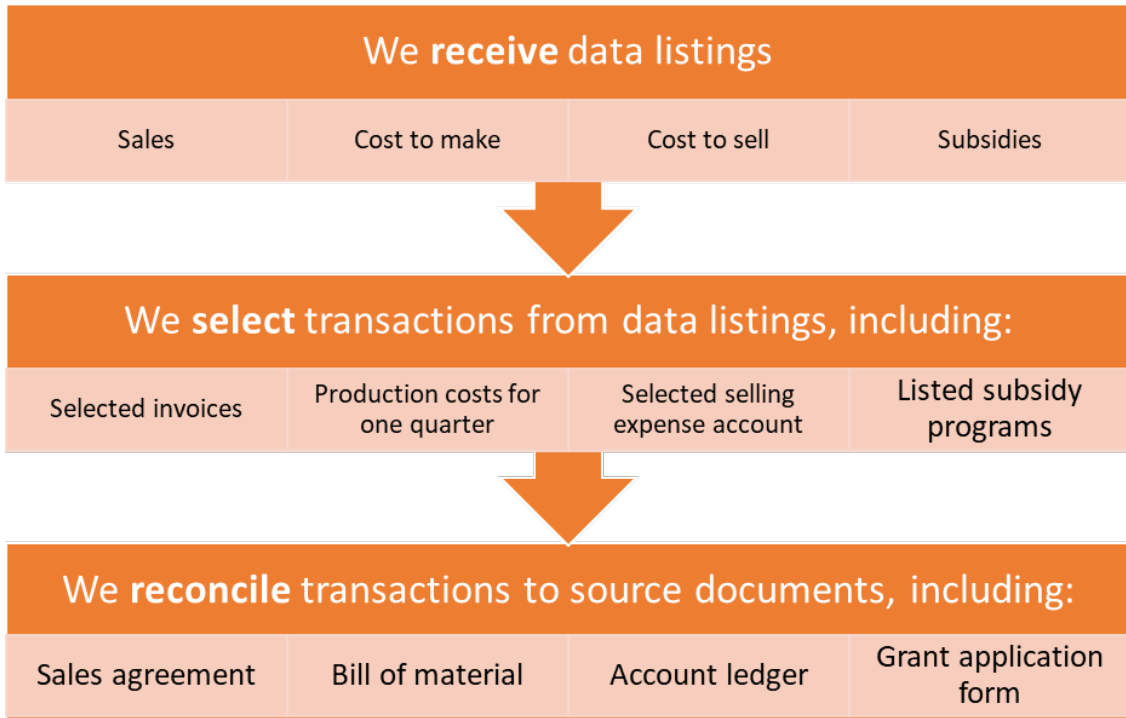 We receive data listings
Sales
Cost to make
Cost to sell
Subsidies
We select transactions from data listings, including:
Selected invoices
Production costs for
one quarter
Selected selling
expense account
Listed subsidy
programs
We reconcile transactions to source documents, including:
Sales agreement
Bill of material
Account ledger
Grant application
form